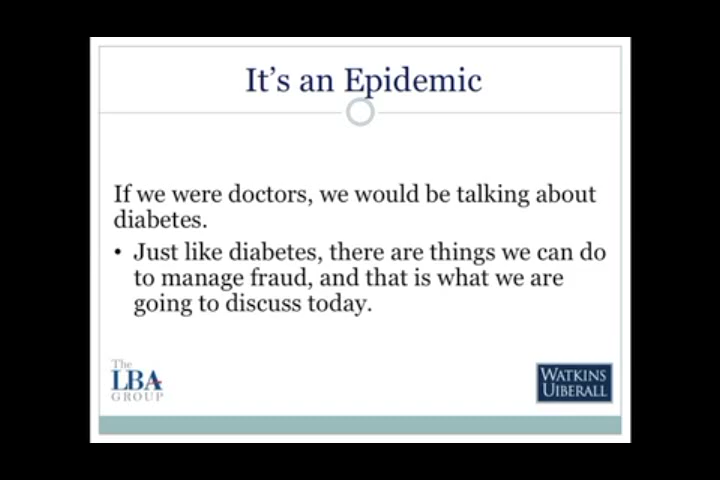 It's an Epidemic
If we were doctors, we would be talking about
diabetes.
• Just like diabetes, there are things we can do
to manage fraud, and that is what we are
going to discuss today.
The
LBA
GROUP
WATKINS
UIBERALL